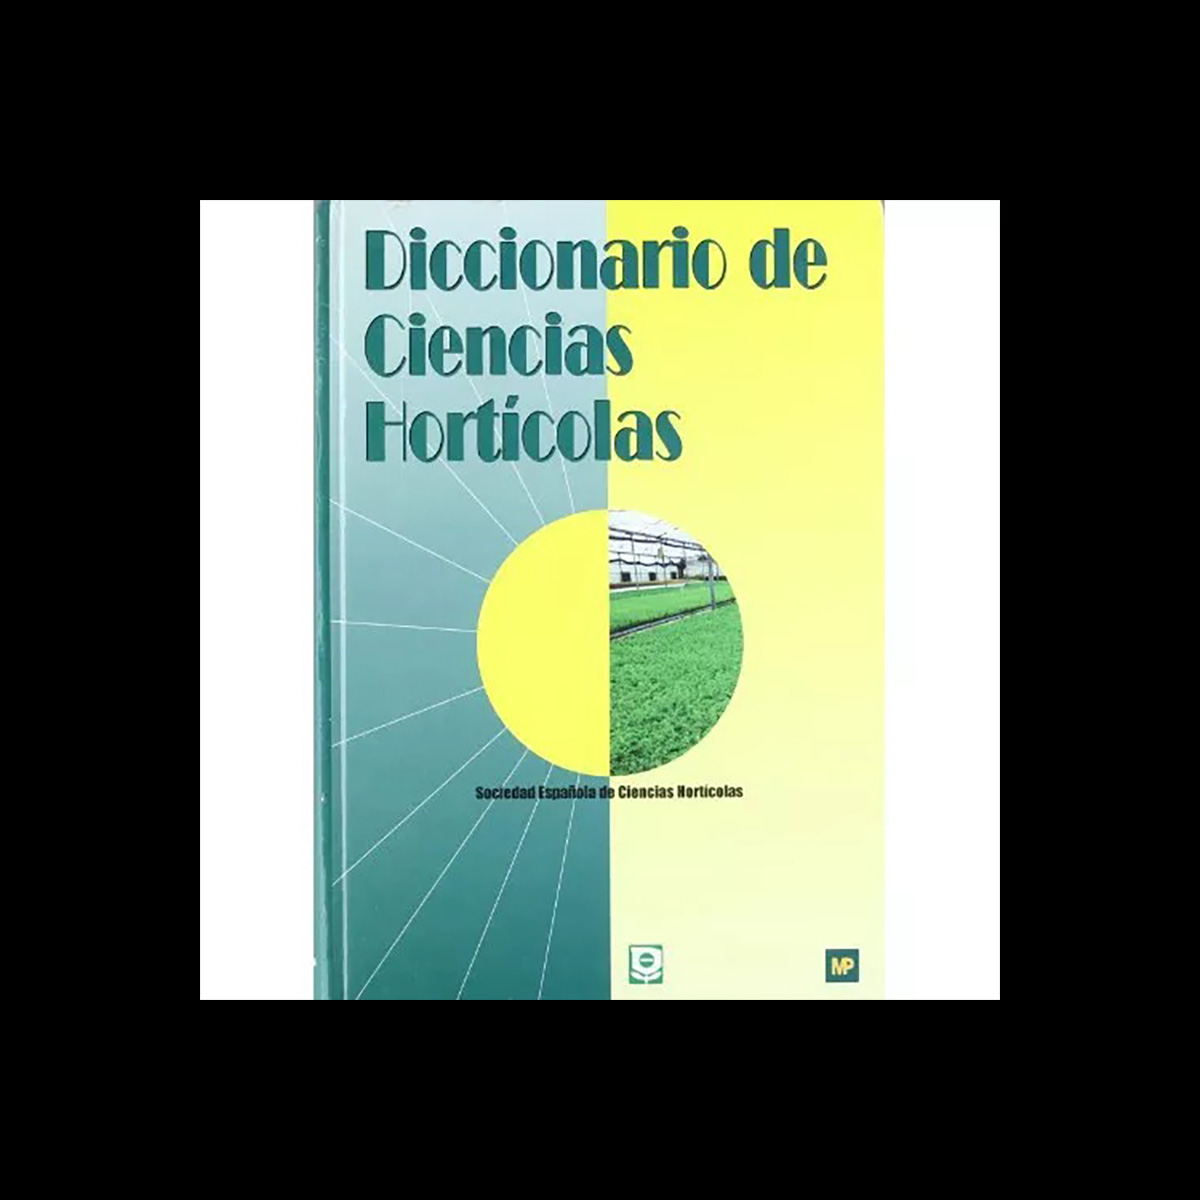 Diccionario de
Ciencias
Hortícolas
Sociedad Española de Ciencias Hortícolas
MP